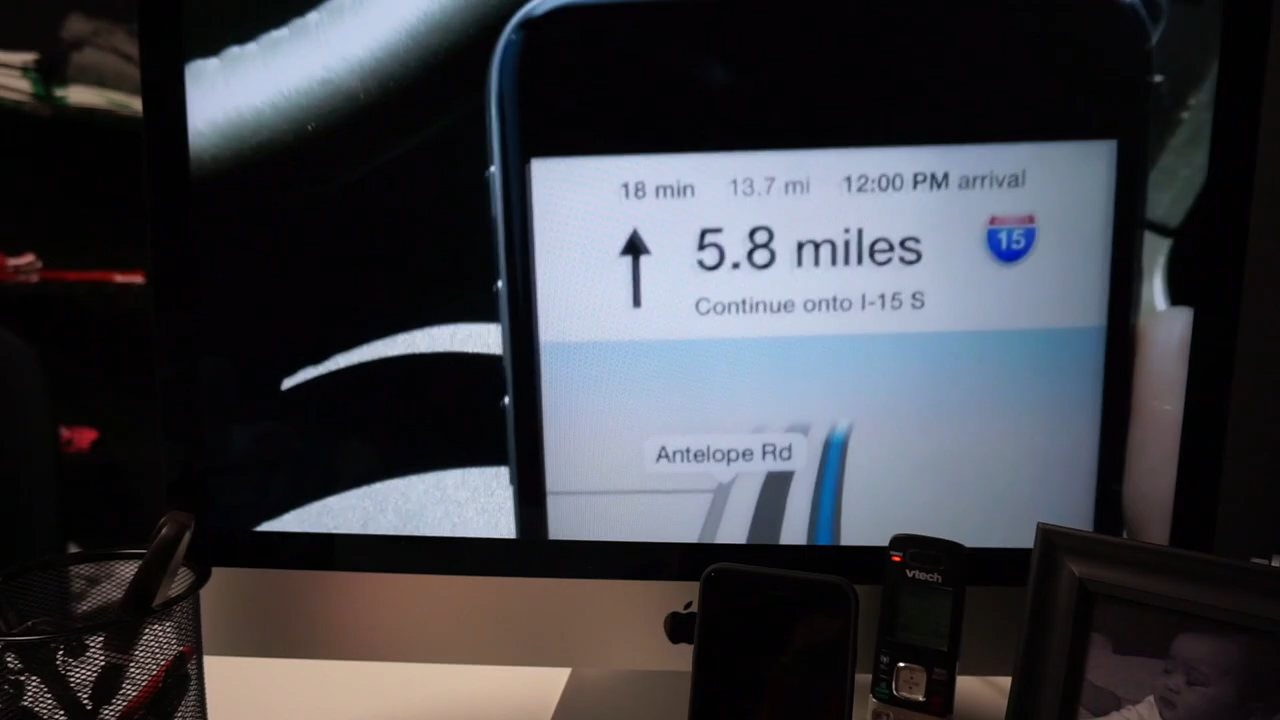 18 min 13.7 mi 12:00 PM arrival
5.8 miles
15
Continue onto I-15 S
Antelope Rd
vtech